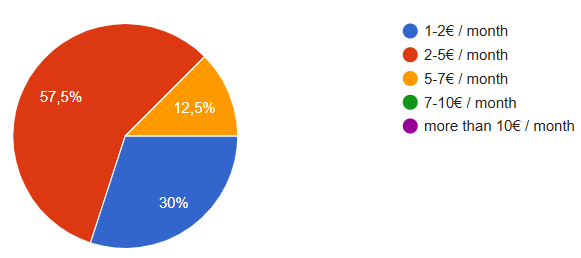 57,5%
12,5%
30%
1-2€ / month
2-5€ / month
5-7€ / month
7-10€ / month
more than 10€ / month